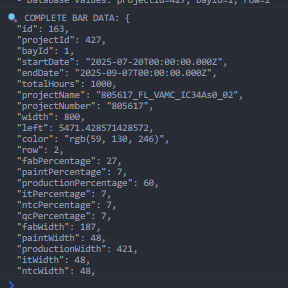 - Database values: projectId=427, bayId=1, row=2
🔍 COMPLETE BAR DATA: {
"id": 163,
"projectId": 427,
"bayId": 1,
"startDate": "2025-07-20T00:00:00.000Z",
"endDate": "2025-09-07T00:00:00.000Z",
"totalHours": 1000,
"projectName": "805617_FL_VAMC_IC34As0_02",
"projectNumber": "805617",
"width": 800,
"left": 5471.428571428572,
"color": "rgb(59, 130, 246)",
"row": 2,
"fabPercentage": 27,
"paintPercentage": 7,
"productionPercentage": 60,
"itPercentage": 7,
"ntcPercentage": 7,
"qcPercentage": 7,
"fabWidth": 187,
"paintWidth": 48,
"productionWidth": 421,
"itWidth": 48,
"ntcWidth": 48,